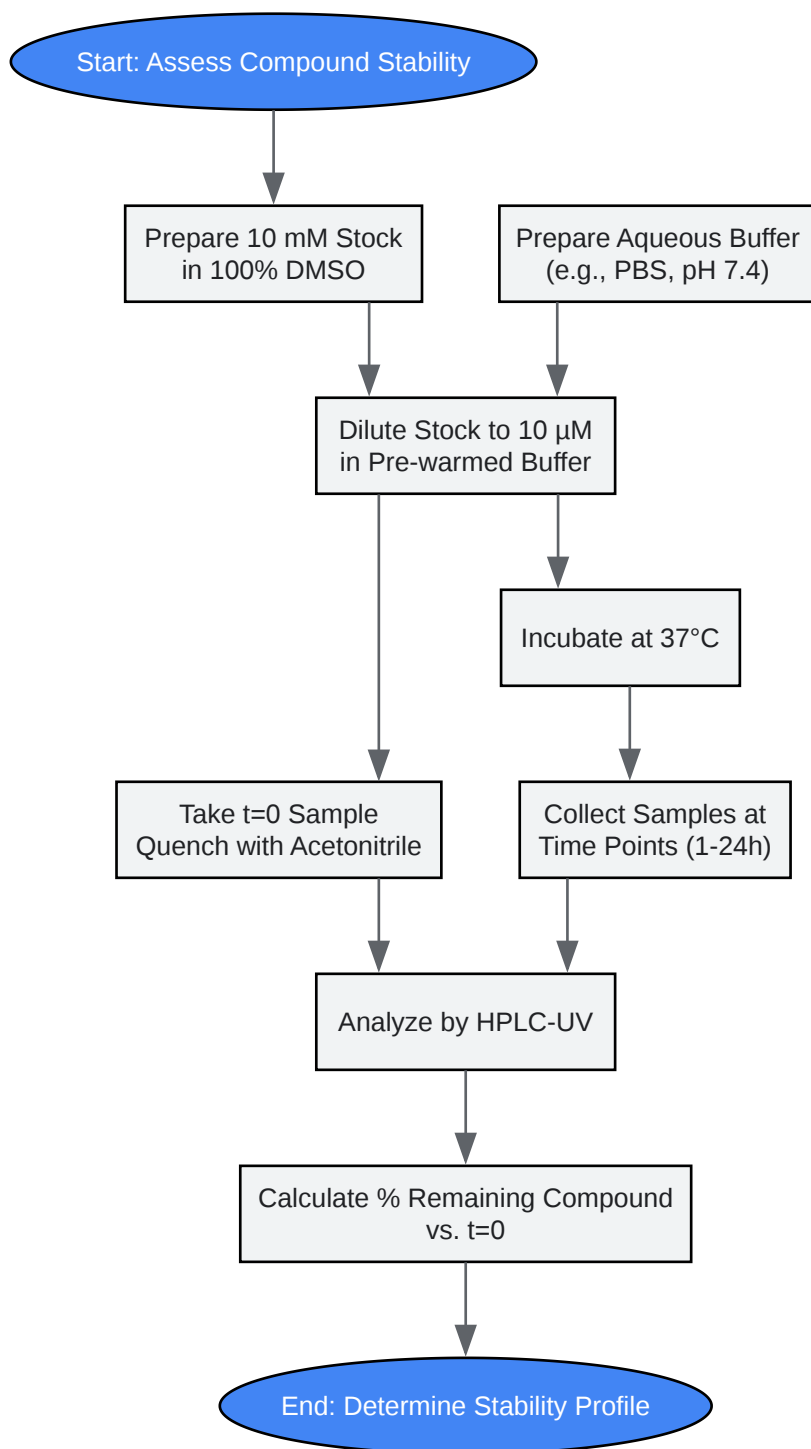 Start: Assess Compound Stability
Prepare 10 mM Stock
in 100% DMSO
Prepare Aqueous Buffer
(e.g., PBS, pH 7.4)
Dilute Stock to 10 µM
in Pre-warmed Buffer
Incubate at 37°C
Take t=0 Sample
Quench with Acetonitrile
Collect Samples at
Time Points (1-24h)
Analyze by HPLC-UV
Calculate % Remaining Compound
vs. t=0
End: Determine Stability Profile